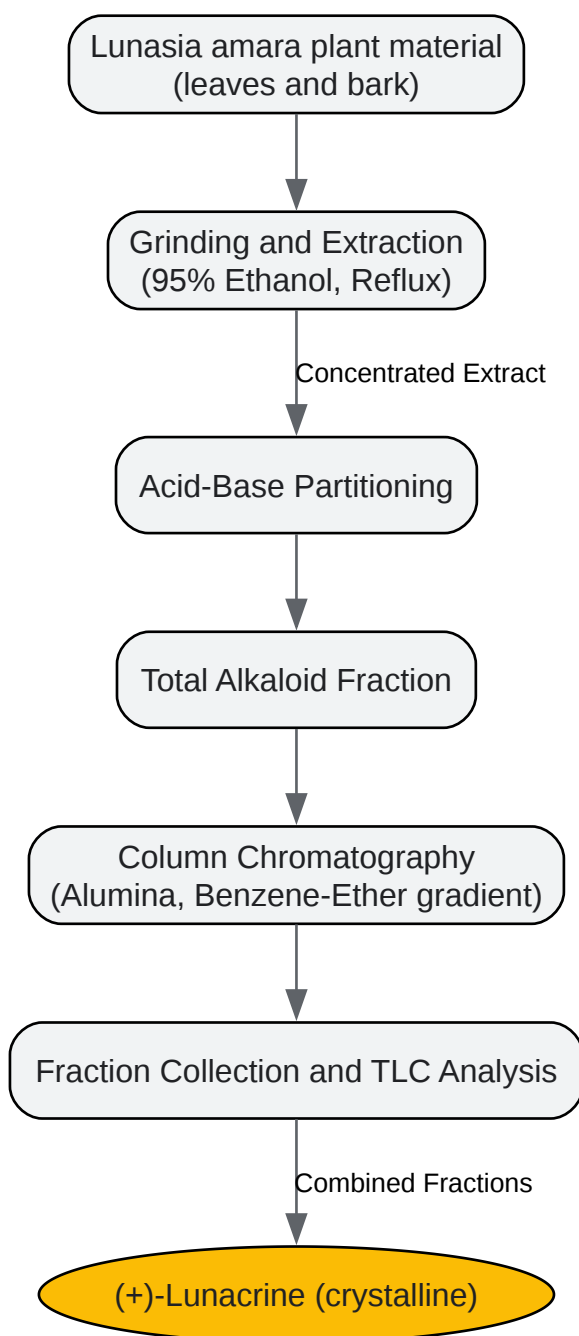 Lunasia amara plant material
(leaves and bark)
Grinding and Extraction
(95% Ethanol, Reflux)
Concentrated Extract
Acid-Base Partitioning
Total Alkaloid Fraction
Column Chromatography
(Alumina, Benzene-Ether gradient)
Fraction Collection and TLC Analysis
Combined Fractions
(+)-Lunacrine (crystalline)